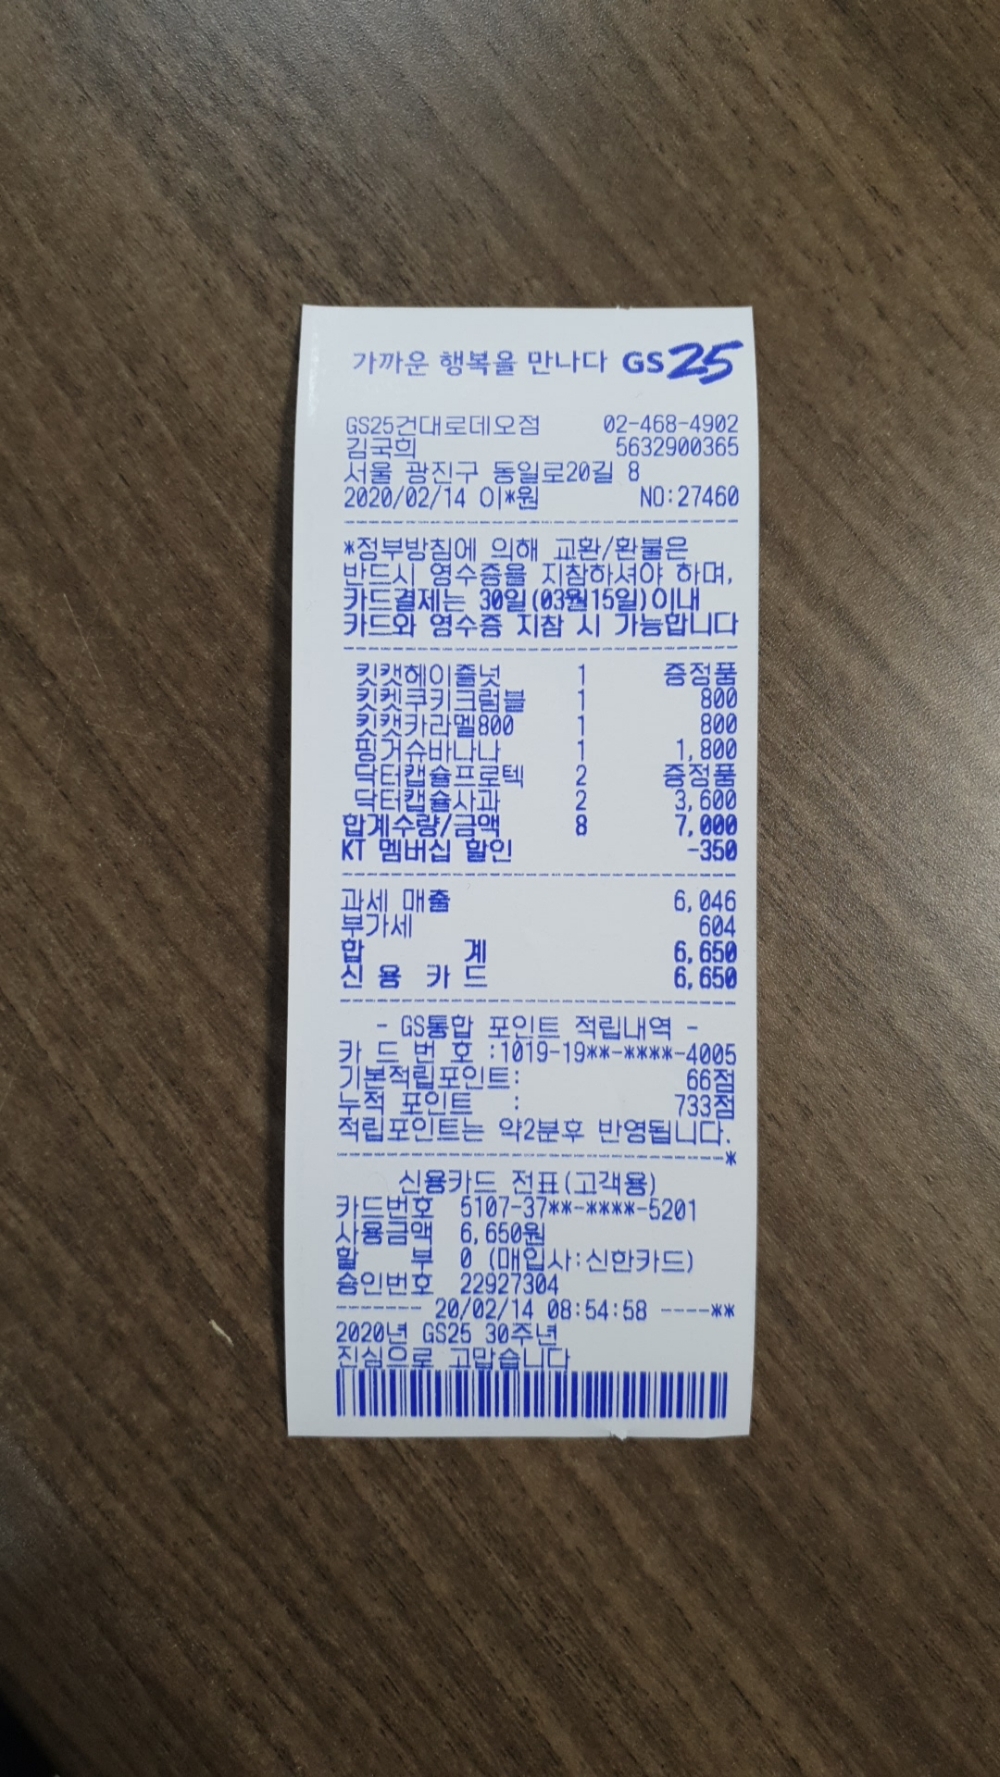 가까운 행복을 만나다 GS25
GS25건대로데오점 02-468-4902
김국희 5632900365
서울 광진구 동일로20길 8
2020/02/14 이*원 NO:27460
*정부방침에 의해 교환/환불은
반드시 영수증을 지참하셔야 하며,
카드결제는 30일(03월15일)이내
카드와 영수증 지참 시 가능합니다
킷캣헤이즐넛 1 증정품
킷켓쿠키크럼블 1 800
킷캣카라멜800 1 800
핑거슈바나나 1 1,800
닥터캡슐프로텍 2 증정품
닥터캡슐사과 2 3,600
합계수량/금액 8 7,000
KT 멤버십 할인 -350
과세 매출 6,046
부가세 604
합 계 6,650
신 용 카 드 6,650
- GS통합 포인트 적립내역 -
카 드 번 호 :1019-19**-****-4005
기본적립포인트: 66점
누적 포인트 : 733점
적립포인트는 약2분후 반영됩니다.
*
신용카드 전표(고객용)
카드번호 5107-37**-****-5201
사용금액 6,650원
할 부 0 (매입사:신한카드)
승인번호 22927304
------- 20/02/14 08:54:58 ----**
2020년 GS25 30주년
진심으로 고맙습니다